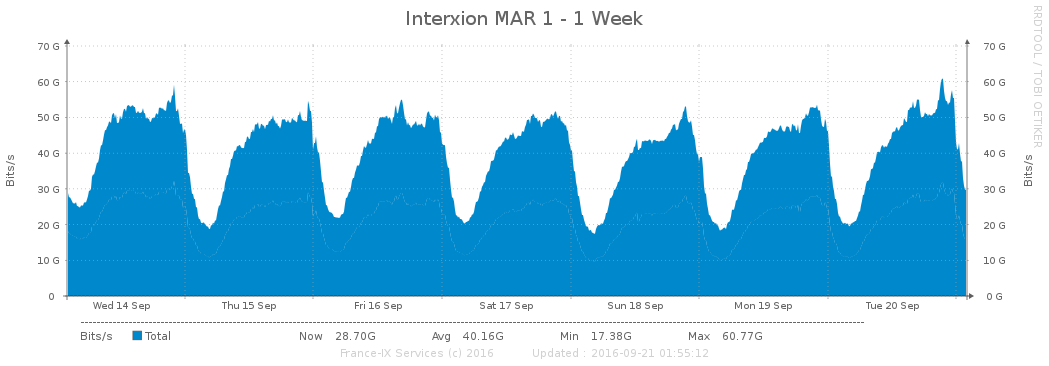 Interxion MAR 1 - 1 Week
RRDTOOL / TOBI OETIKER
Bits/s
70 G
60 G
50 G
40 G
30 G
20 G
10 G
0
70 G
60 G
50 G
40 G
30 G
20 G
10 G
0 G
Bits/s
Wed 14 Sep Thu 15 Sep Fri 16 Sep Sat 17 Sep Sun 18 Sep Mon 19 Sep Tue 20 Sep
Bits/s Total Now 28.70G Avg 40.16G Min 17.38G Max 60.77G
France-IX Services (c) 2016 Updated : 2016-09-21 01:55:12